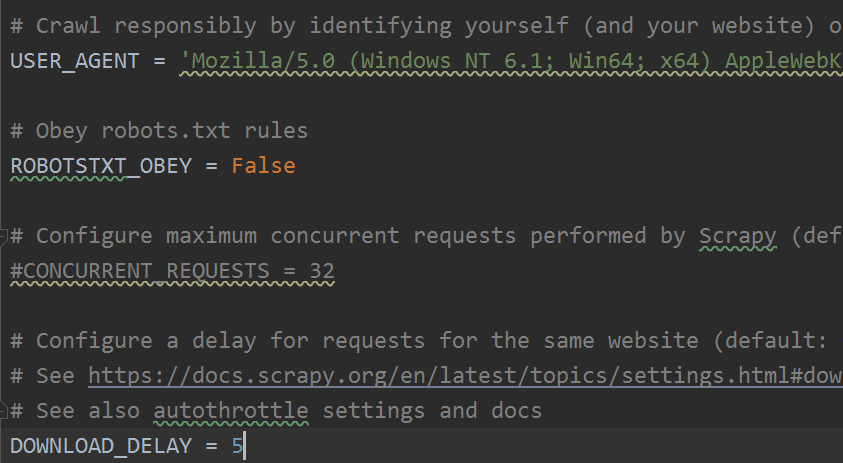 # Crawl responsibly by identifying yourself (and your website) o
USER_AGENT = 'Mozilla/5.0 (Windows NT 6.1; Win64; x64) AppleWebK
# Obey robots.txt rules
ROBOTSTXT_OBEY = False
# Configure maximum concurrent requests performed by Scrapy (def
#CONCURRENT_REQUESTS = 32
# Configure a delay for requests for the same website (default:
# See https://docs.scrapy.org/en/latest/topics/settings.html#dow
# See also autothrottle settings and docs
DOWNLOAD_DELAY = 5